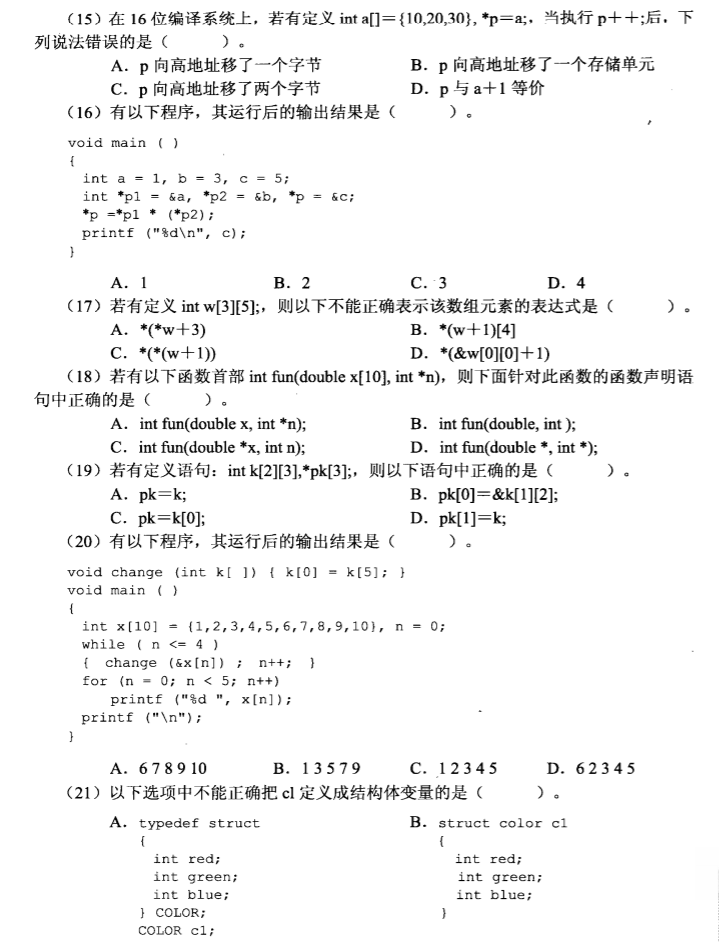 （15）在 16 位编译系统上，若有定义 int a[]={10,20,30}, *p=a;，当执行 p++;后，下
列说法错误的是（　　）。
A．p 向高地址移了一个字节　　B．p 向高地址移了一个存储单元
C．p 向高地址移了两个字节　　D．p 与 a+1 等价
（16）有以下程序，其运行后的输出结果是（　　）。
void main ( )
{
int a = 1, b = 3, c = 5;
int *p1 = &a, *p2 = &b, *p = &c;
*p =*p1 * (*p2);
printf ("%d\n", c);
}
A．1　　B．2　　C．3　　D．4
（17）若有定义 int w[3][5];，则以下不能正确表示该数组元素的表达式是（　　）。
A．*(*w+3)　　B．*(w+1)[4]
C．*(*(w+1))　　D．*(&w[0][0]+1)
（18）若有以下函数首部 int fun(double x[10], int *n)，则下面针对此函数的函数声明语
句中正确的是（　　）。
A．int fun(double x, int *n);　　B．int fun(double, int );
C．int fun(double *x, int n);　　D．int fun(double *, int *);
（19）若有定义语句：int k[2][3],*pk[3];，则以下语句中正确的是（　　）。
A．pk=k;　　B．pk[0]=&k[1][2];
C．pk=k[0];　　D．pk[1]=k;
（20）有以下程序，其运行后的输出结果是（　　）。
void change (int k[ ]) { k[0] = k[5]; }
void main ( )
{
int x[10] = {1,2,3,4,5,6,7,8,9,10}, n = 0;
while ( n <= 4 )
{ change (&x[n]) ; n++; }
for (n = 0; n < 5; n++)
printf ("%d ", x[n]);
printf ("\n");
}
A．6 7 8 9 10　　B．1 3 5 7 9　　C．1 2 3 4 5　　D．6 2 3 4 5
（21）以下选项中不能正确把 cl 定义成结构体变量的是（　　）。
A．typedef struct　　B．struct color c1
{　　{
int red;　　int red;
int green;　　int green;
int blue;　　int blue;
} COLOR;　　}
COLOR c1;